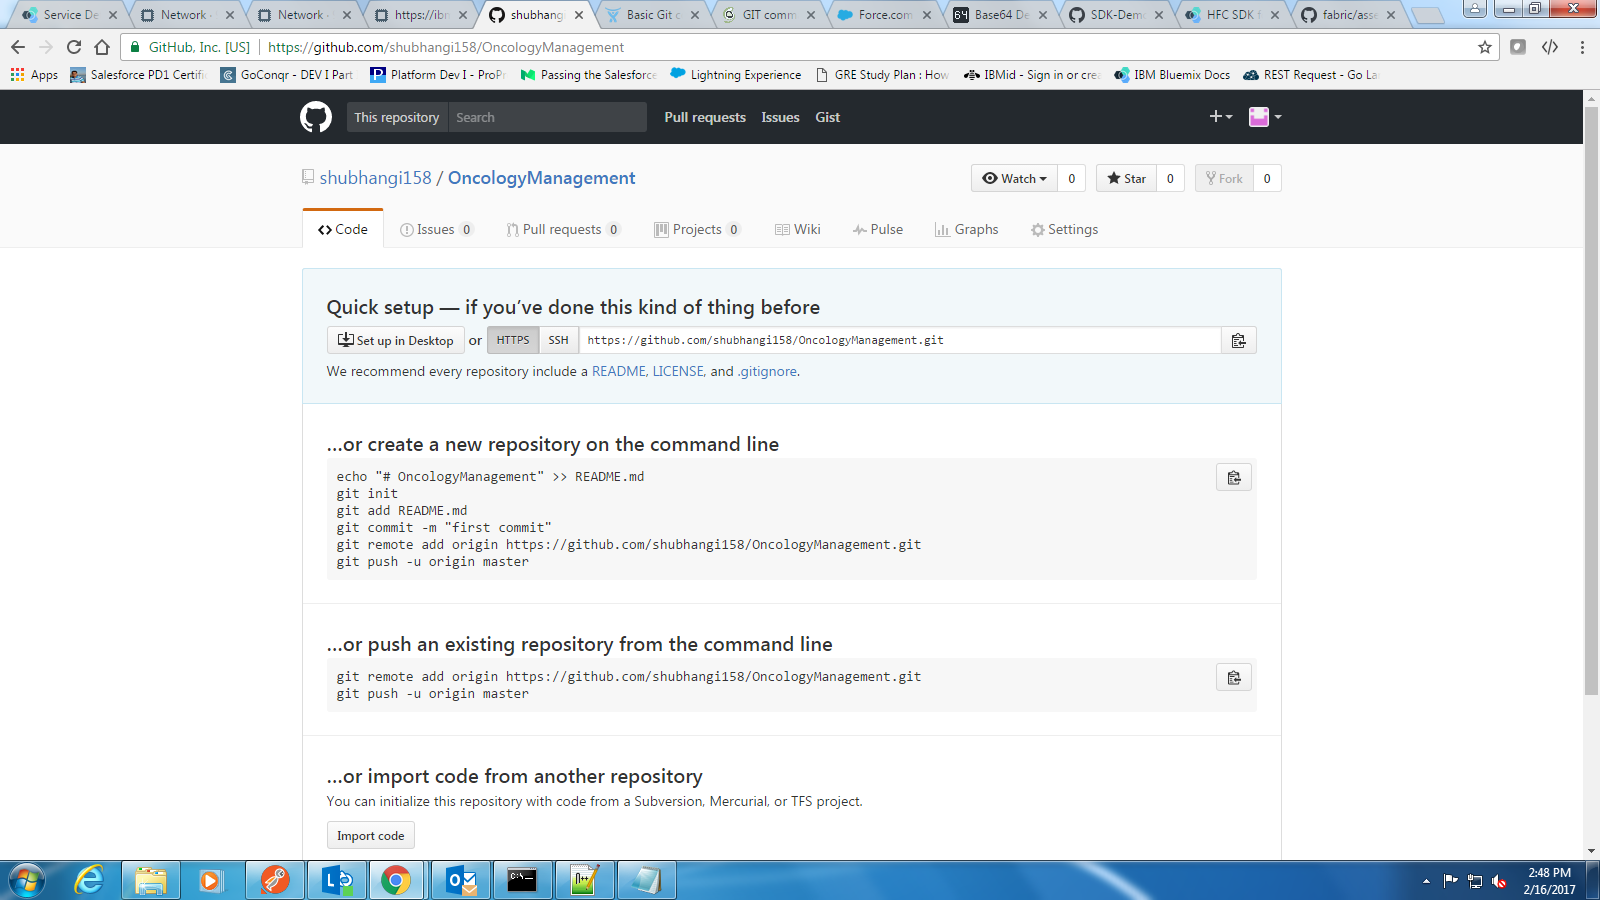 Service De
Network
Network
https://ibm
shubhangi
Basic Git c
GIT comm
Force.com
Base64 De
SDK-Demo
HFC SDK f
fabric/asse
GitHub, Inc. [US] https://github.com/shubhangi158/OncologyManagement
Apps Salesforce PD1 Certific GoConqr - DEV I Part Platform Dev I - ProPr Passing the Salesforce Lightning Experience GRE Study Plan : How IBMid - Sign in or crea IBM Bluemix Docs REST Request - Go La
This repository Search Pull requests Issues Gist
shubhangi158 / OncologyManagement Watch 0 Star 0 Fork 0
Code Issues 0 Pull requests 0 Projects 0 Wiki Pulse Graphs Settings
Quick setup — if you've done this kind of thing before
Set up in Desktop or HTTPS SSH https://github.com/shubhangi158/OncologyManagement.git
We recommend every repository include a README, LICENSE, and .gitignore.
…or create a new repository on the command line
echo "# OncologyManagement" >> README.md
git init
git add README.md
git commit -m "first commit"
git remote add origin https://github.com/shubhangi158/OncologyManagement.git
git push -u origin master
…or push an existing repository from the command line
git remote add origin https://github.com/shubhangi158/OncologyManagement.git
git push -u origin master
…or import code from another repository
You can initialize this repository with code from a Subversion, Mercurial, or TFS project.
Import code
2:48 PM
2/16/2017